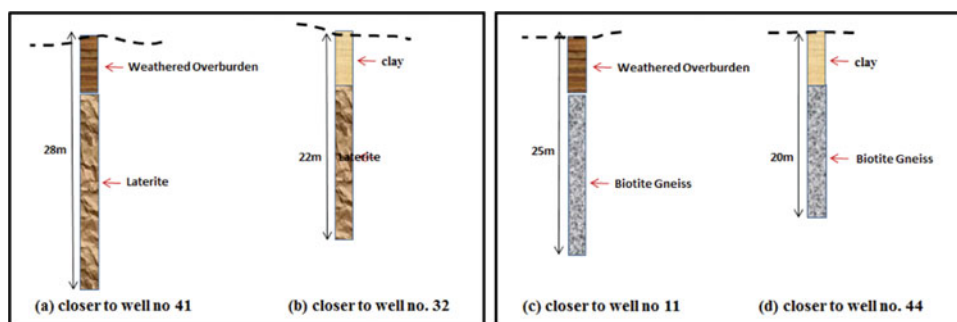 Weathered Overburden
28m
Laterite
(a) closer to well no 41
clay
22m
Laterite
(b) closer to well no. 32
Weathered Overburden
25m
Biotite Gneiss
(c) closer to well no 11
clay
20m
Biotite Gneiss
(d) closer to well no. 44